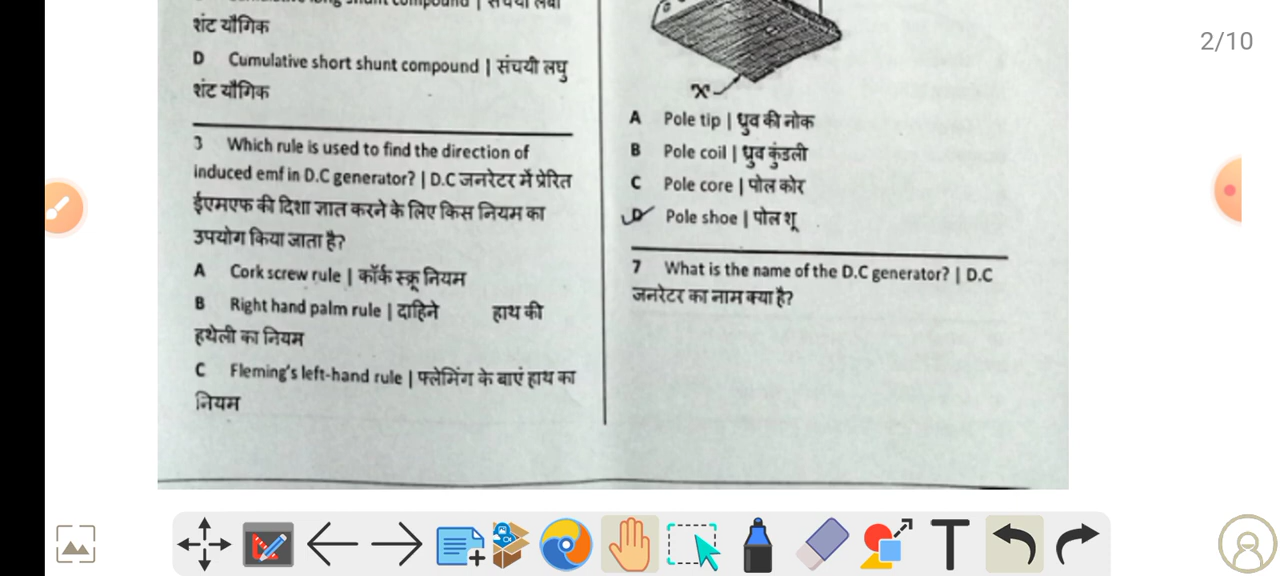 शंट यौगिक
D Cumulative short shunt compound | संचयी लघु
शंट यौगिक
3 Which rule is used to find the direction of
induced emf in D.C generator? | D.C जनरेटर में प्रेरित
ईएमएफ की दिशा ज्ञात करने के लिए किस नियम का
उपयोग किया जाता है?
A Cork screw rule | कॉर्क स्क्रू नियम
B Right hand palm rule | दाहिने हाथ की
हथेली का नियम
C Fleming's left-hand rule | फ्लेमिंग के बाएं हाथ का
नियम
'X'
A Pole tip | ध्रुव की नोक
B Pole coil | ध्रुव कुंडली
C Pole core | पोल कोर
D Pole shoe | पोल शू
7 What is the name of the D.C generator? | D.C
जनरेटर का नाम क्या है?
2/10
T